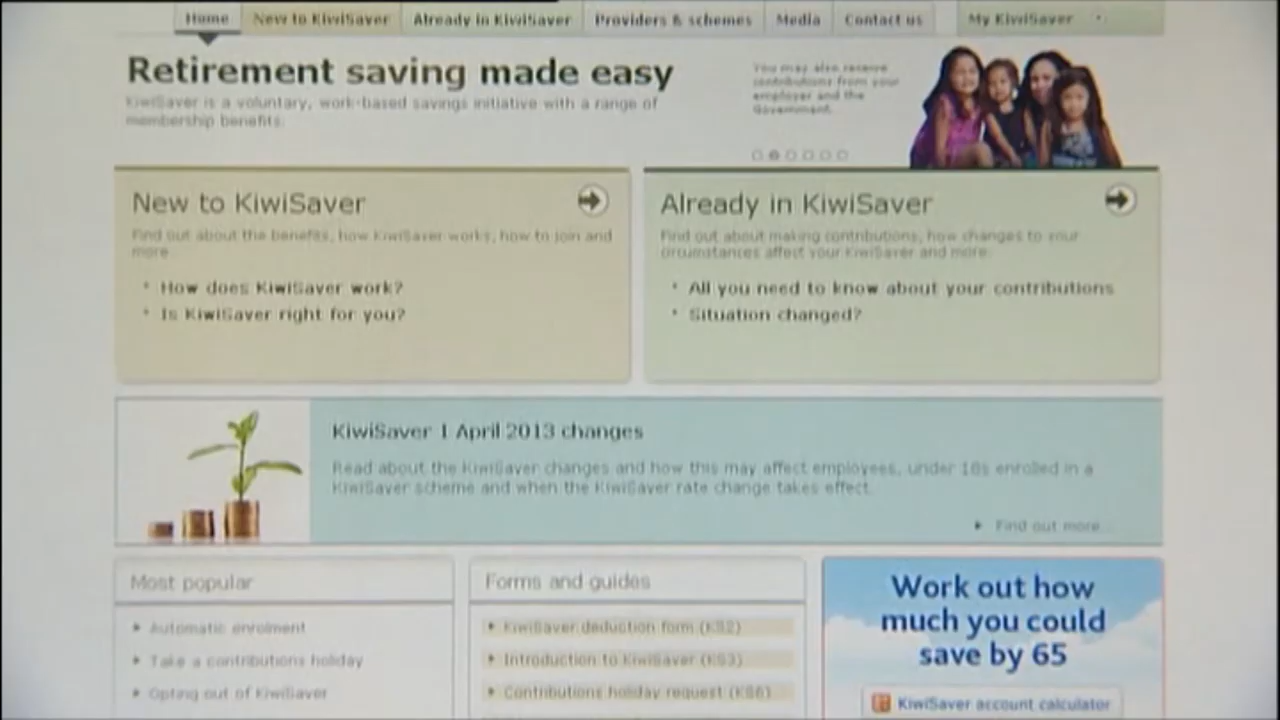 Home New to KiwiSaver Already in KiwiSaver Providers & schemes Media Contact us My KiwiSaver
Retirement saving made easy
KiwiSaver is a voluntary, work-based savings initiative with a range of
membership benefits.
You may also receive
contributions from your
employer and the
Government.
New to KiwiSaver
Find out about the benefits, how KiwiSaver works, how to join and
more.
How does KiwiSaver work?
Is KiwiSaver right for you?
Already in KiwiSaver
Find out about making contributions, how changes to your
circumstances affect your KiwiSaver and more.
All you need to know about your contributions
Situation changed?
KiwiSaver 1 April 2013 changes
Read about the KiwiSaver changes and how this may affect employees, under 18s enrolled in a
KiwiSaver scheme and when the KiwiSaver rate change takes effect.
Find out more...
Most popular
Automatic enrolment
Take a contributions holiday
Opting out of KiwiSaver
Forms and guides
KiwiSaver deduction form (KS2)
Introduction to KiwiSaver (KS3)
Contributions holiday request (KS6)
Work out how
much you could
save by 65
KiwiSaver account calculator